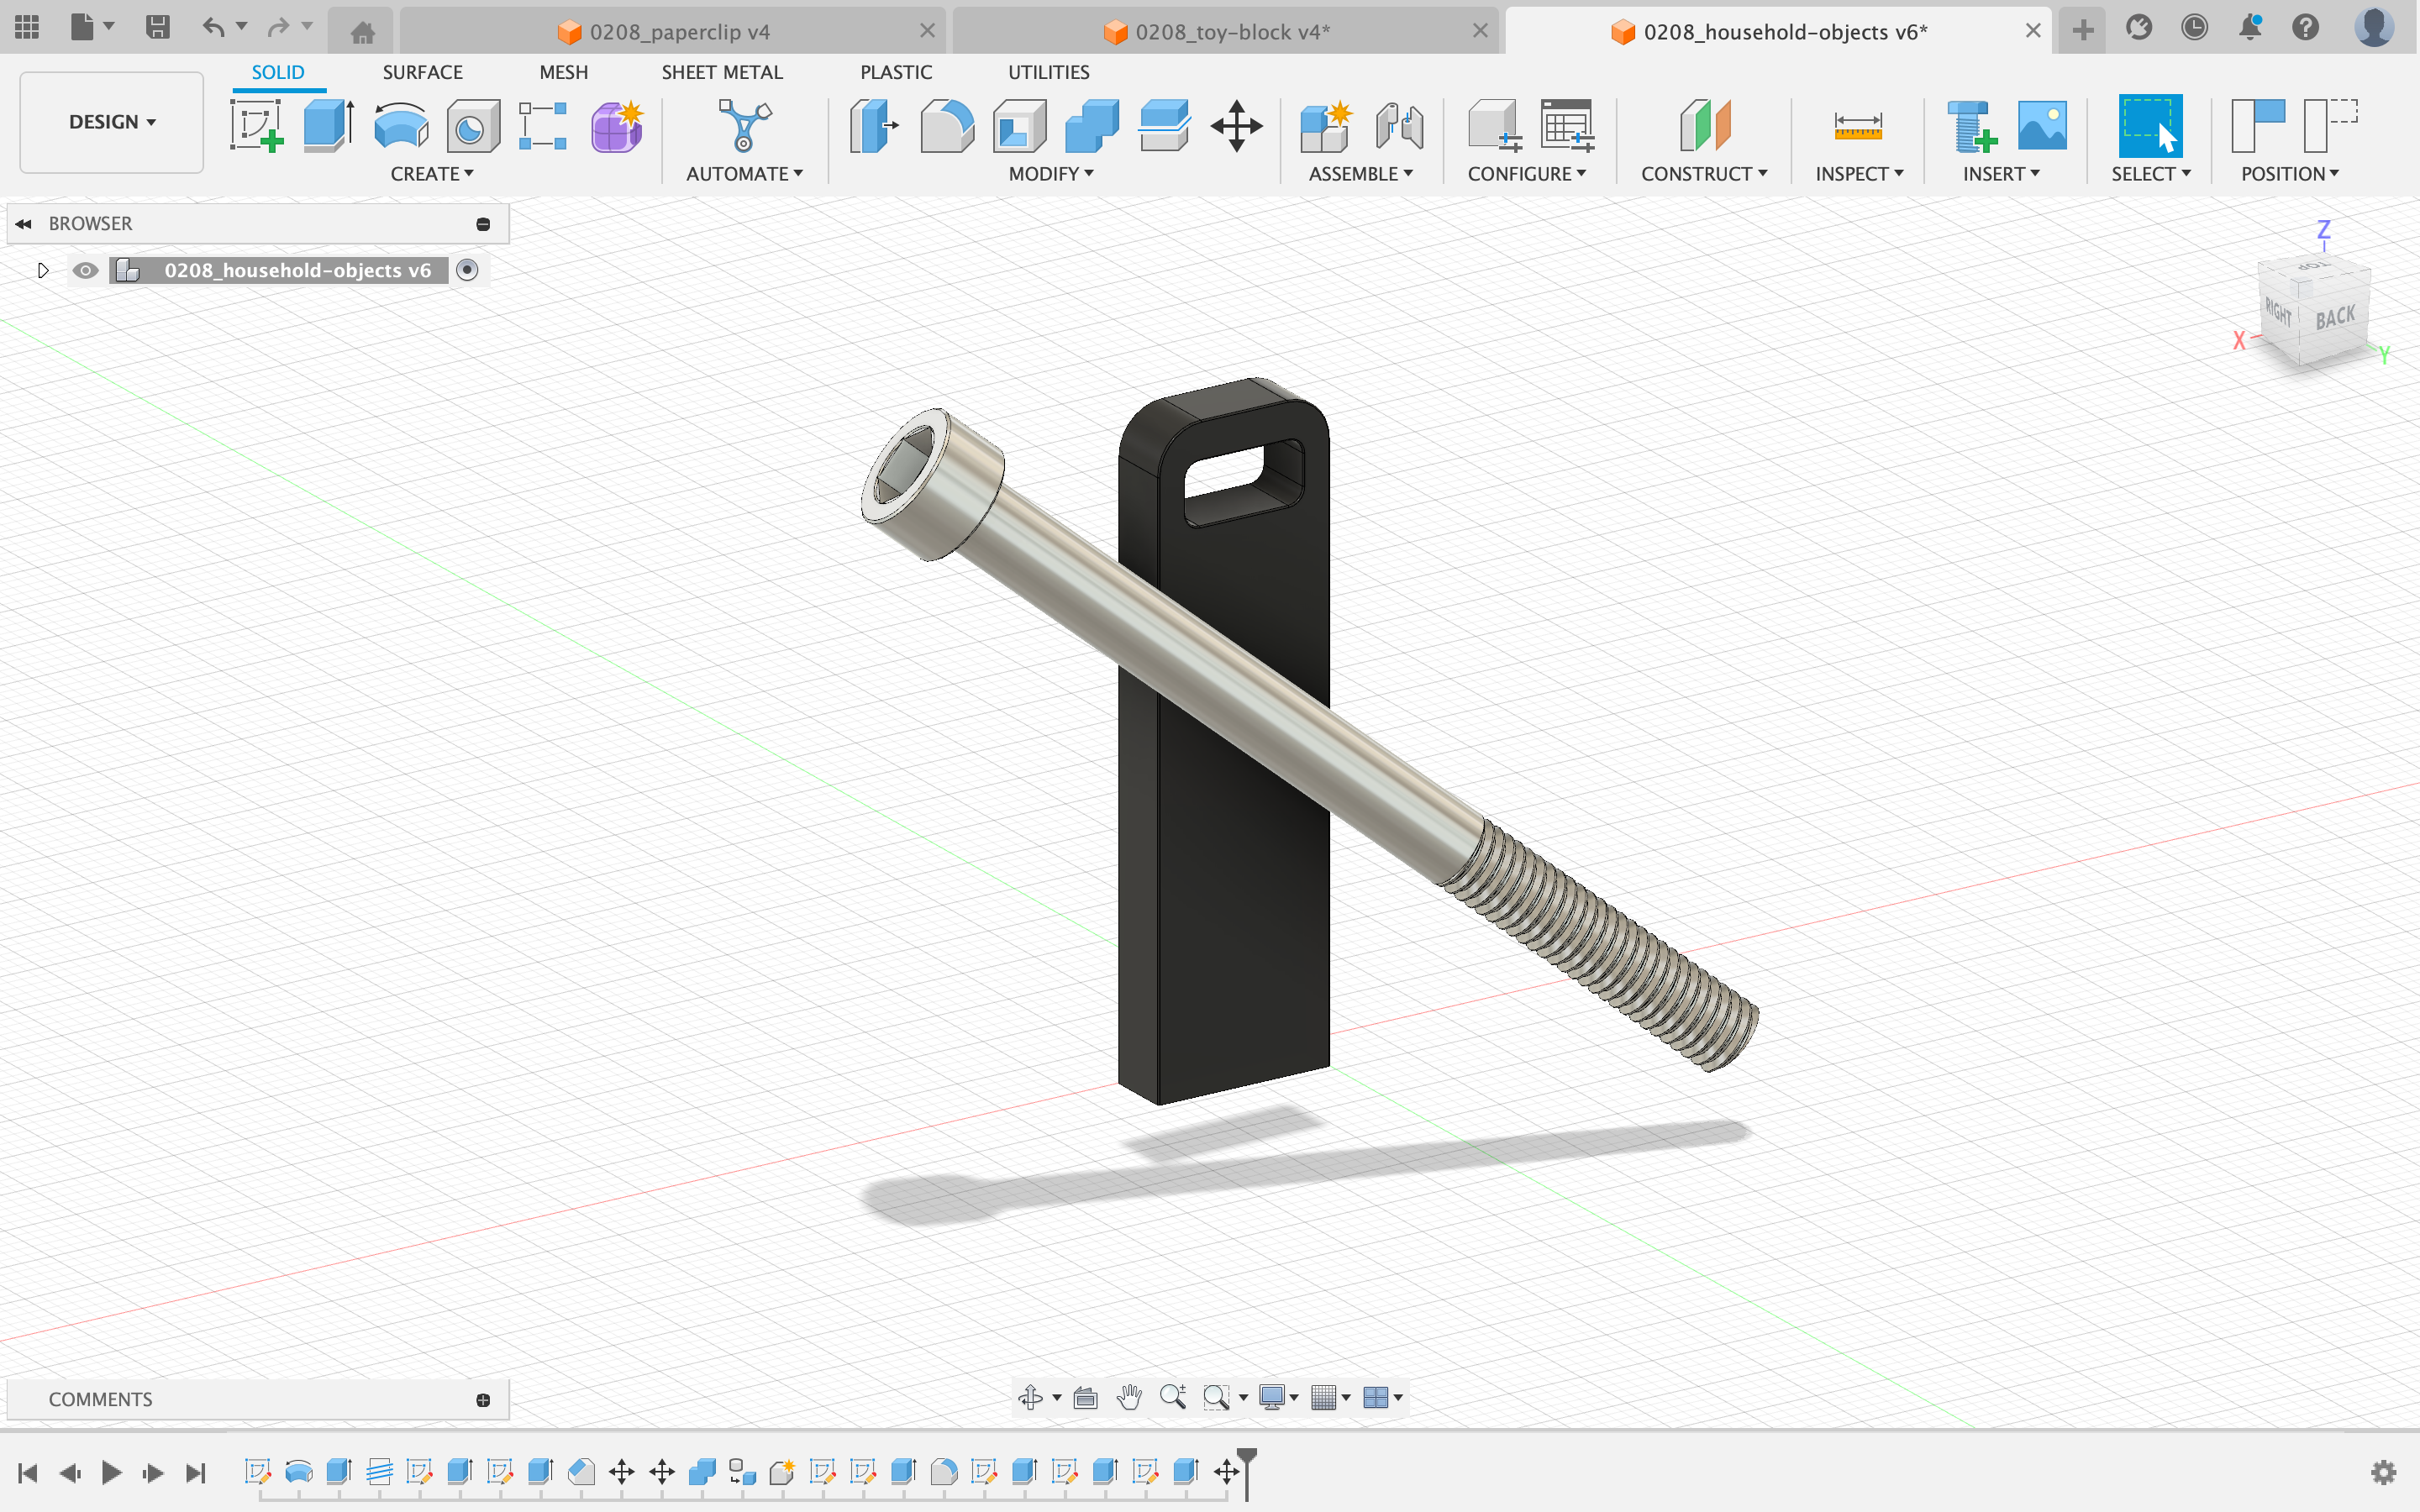 0208_paperclip v4
0208_toy-block v4*
0208_household-objects v6*
SOLID
SURFACE
MESH
SHEET METAL
PLASTIC
UTILITIES
DESIGN
CREATE
AUTOMATE
MODIFY
ASSEMBLE
CONFIGURE
CONSTRUCT
INSPECT
INSERT
SELECT
POSITION
BROWSER
0208_household-objects v6
Z
TOP
RIGHT
BACK
X
Y
COMMENTS